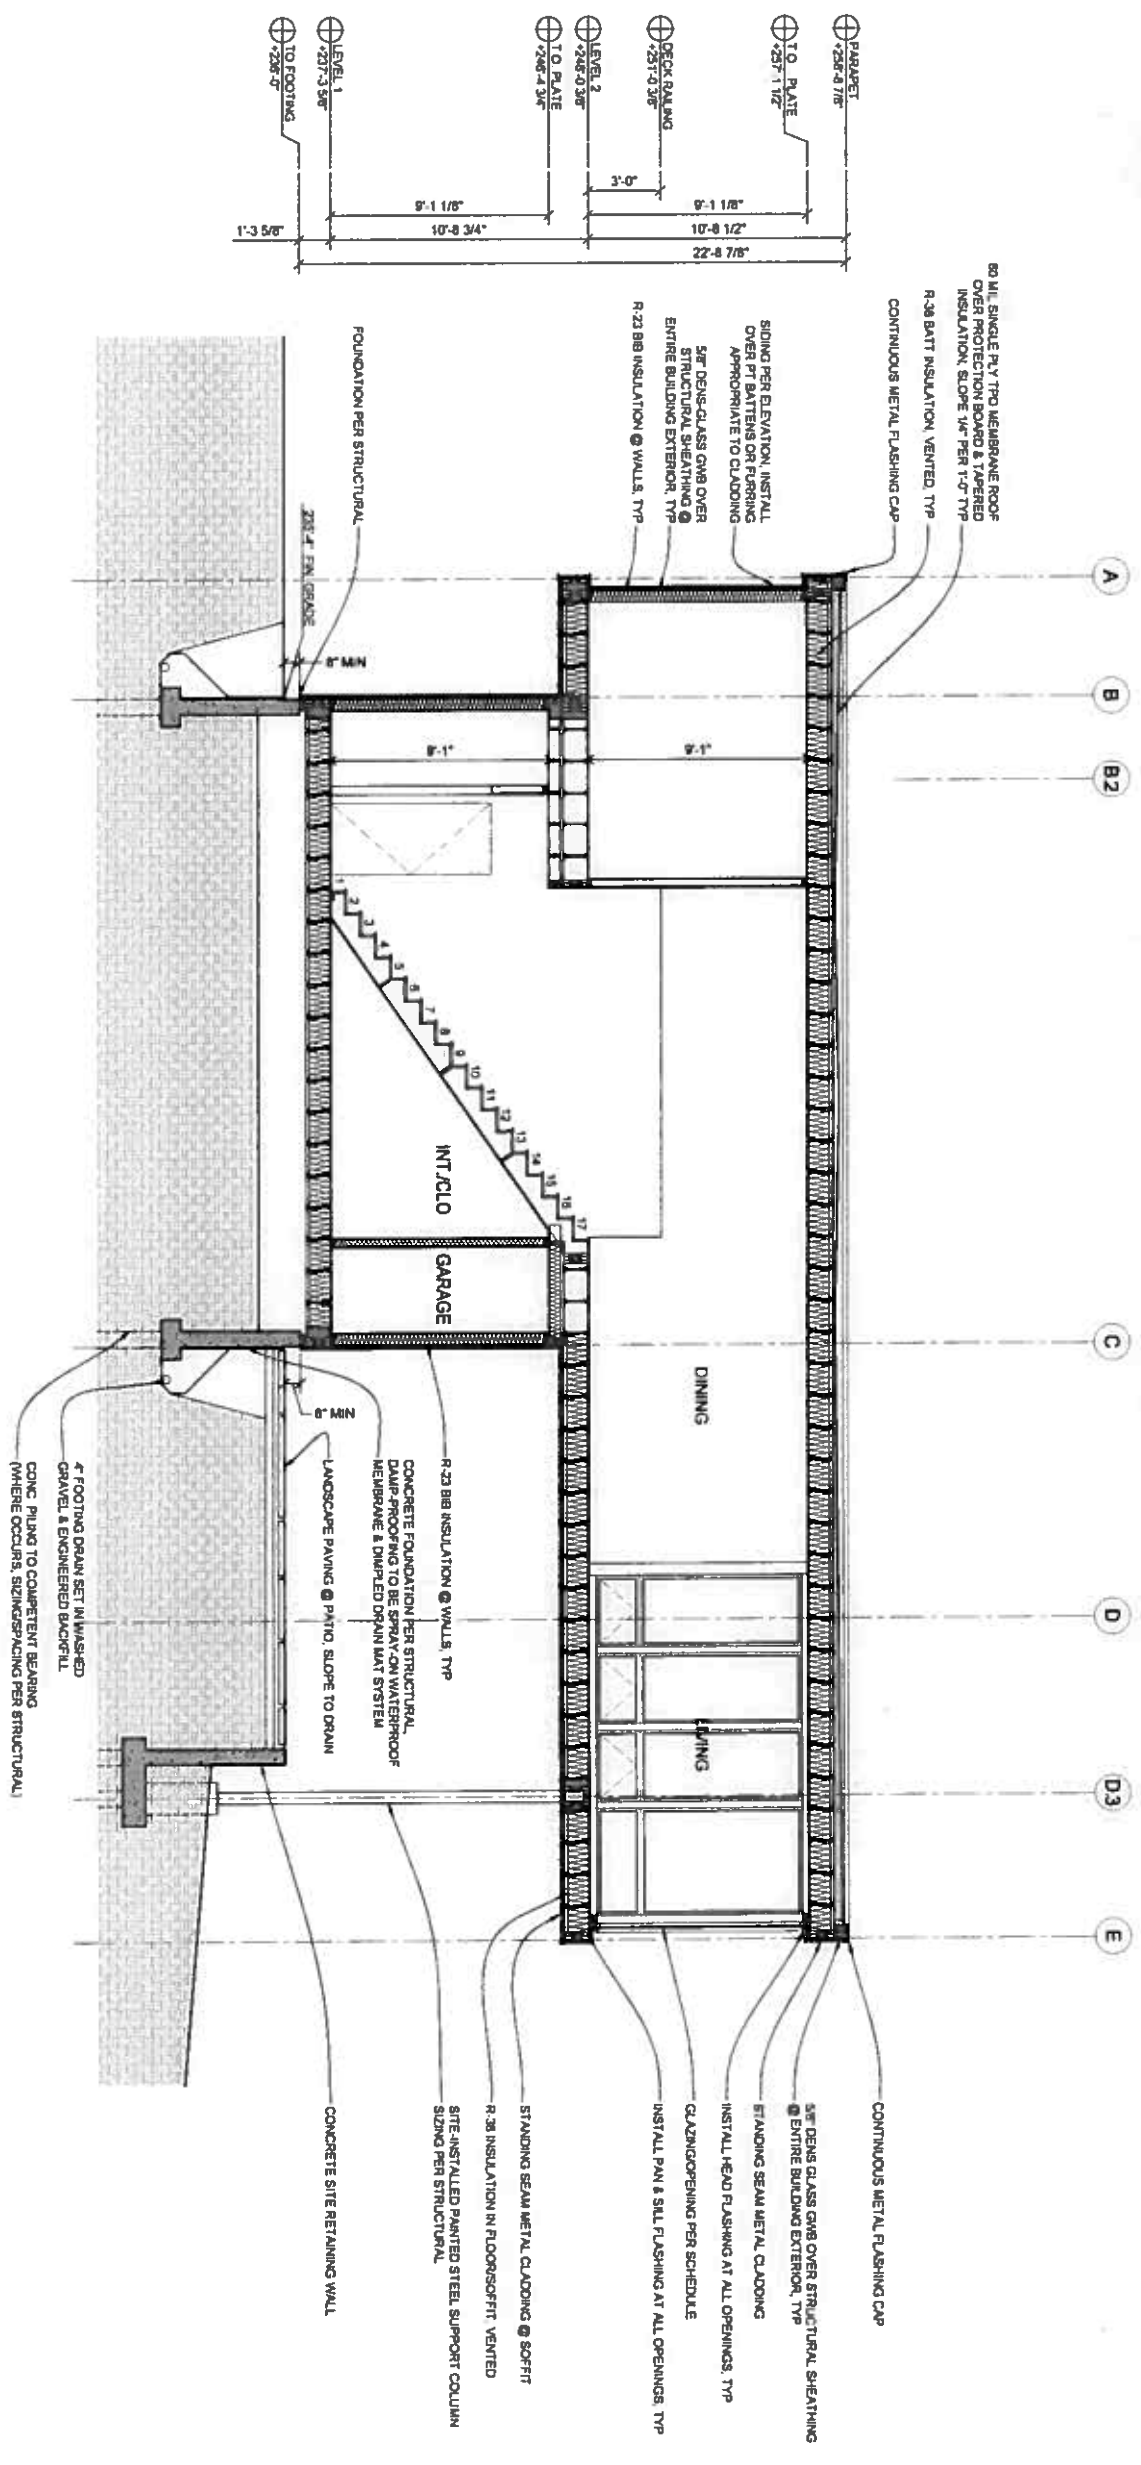 PARAPET
+258'-8 7/8"
T.O. PLATE
+257'-1 1/2"
DECK RAILING
+251'-0 3/8"
LEVEL 2
+248'-0 3/8"
T.O. PLATE
+246'-4 3/4"
LEVEL 1
+237'-3 5/8"
TO FOOTING
+236'-0"
3'-0"
9'-1 1/8"
9'-1 1/8"
10'-8 1/2"
10'-8 3/4"
1'-3 5/8"
22'-8 7/8"
60 MIL SINGLE PLY TPO MEMBRANE ROOF
OVER PROTECTION BOARD & TAPERED
INSULATION, SLOPE 1/4" PER 1'-0" TYP
R-38 BATT INSULATION, VENTED, TYP
CONTINUOUS METAL FLASHING CAP
SIDING PER ELEVATION, INSTALL
OVER PT BATTENS OR FURRING
APPROPRIATE TO CLADDING
5/8" DENS-GLASS GWB OVER
STRUCTURAL SHEATHING @
ENTIRE BUILDING EXTERIOR, TYP
R-23 BIB INSULATION @ WALLS, TYP
FOUNDATION PER STRUCTURAL
235'-4" FIN. GRADE
8" MIN
A
B
B.2
C
D
D.3
E
9'-1"
9'-1"
1
2
3
4
5
6
7
8
9
10
11
12
13
14
15
16
17
INT./CLO
GARAGE
DINING
LIVING
8" MIN
R-23 BIB INSULATION @ WALLS, TYP
CONCRETE FOUNDATION PER STRUCTURAL,
DAMP-PROOFING TO BE SPRAY-ON WATERPROOF
MEMBRANE & DIMPLED DRAIN MAT SYSTEM
LANDSCAPE PAVING @ PATIO, SLOPE TO DRAIN
4" FOOTING DRAIN SET IN WASHED
GRAVEL & ENGINEERED BACKFILL
CONC PILING TO COMPETENT BEARING
(WHERE OCCURS, SIZING/SPACING PER STRUCTURAL)
CONTINUOUS METAL FLASHING CAP
5/8" DENS GLASS GWB OVER STRUCTURAL SHEATHING
@ ENTIRE BUILDING EXTERIOR, TYP
STANDING SEAM METAL CLADDING
INSTALL HEAD FLASHING AT ALL OPENINGS, TYP
GLAZING/OPENING PER SCHEDULE
INSTALL PAN & SILL FLASHING AT ALL OPENINGS, TYP
STANDING SEAM METAL CLADDING @ SOFFIT
R-38 INSULATION IN FLOOR/SOFFIT, VENTED
SITE-INSTALLED PAINTED STEEL SUPPORT COLUMN
SIZING PER STRUCTURAL
CONCRETE SITE RETAINING WALL